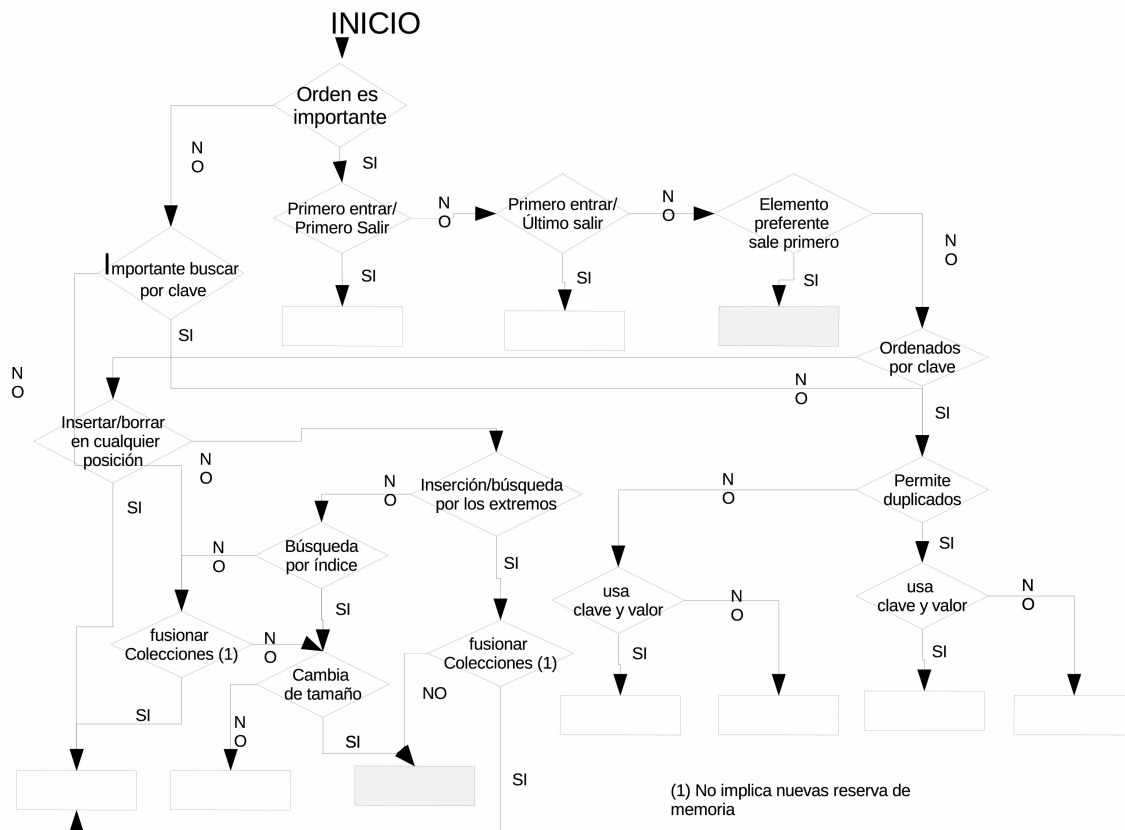 INICIO
Orden es
importante
N
O
SI
Primero entrar/
Primero Salir
N
O
Primero entrar/
Último salir
N
O
Elemento
preferente
sale primero
N
O
Importante buscar
por clave
SI
SI
SI
SI
Ordenados
por clave
N
O
N
O
SI
Insertar/borrar
en cualquier
posición
N
O
SI
Inserción/búsqueda
por los extremos
N
O
SI
Permite
duplicados
N
O
SI
Búsqueda
por índice
N
O
SI
usa
clave y valor
N
O
SI
usa
clave y valor
N
O
SI
fusionar
Colecciones (1)
N
O
SI
fusionar
Colecciones (1)
NO
SI
Cambia
de tamaño
N
O
SI
(1) No implica nuevas reserva de
memoria